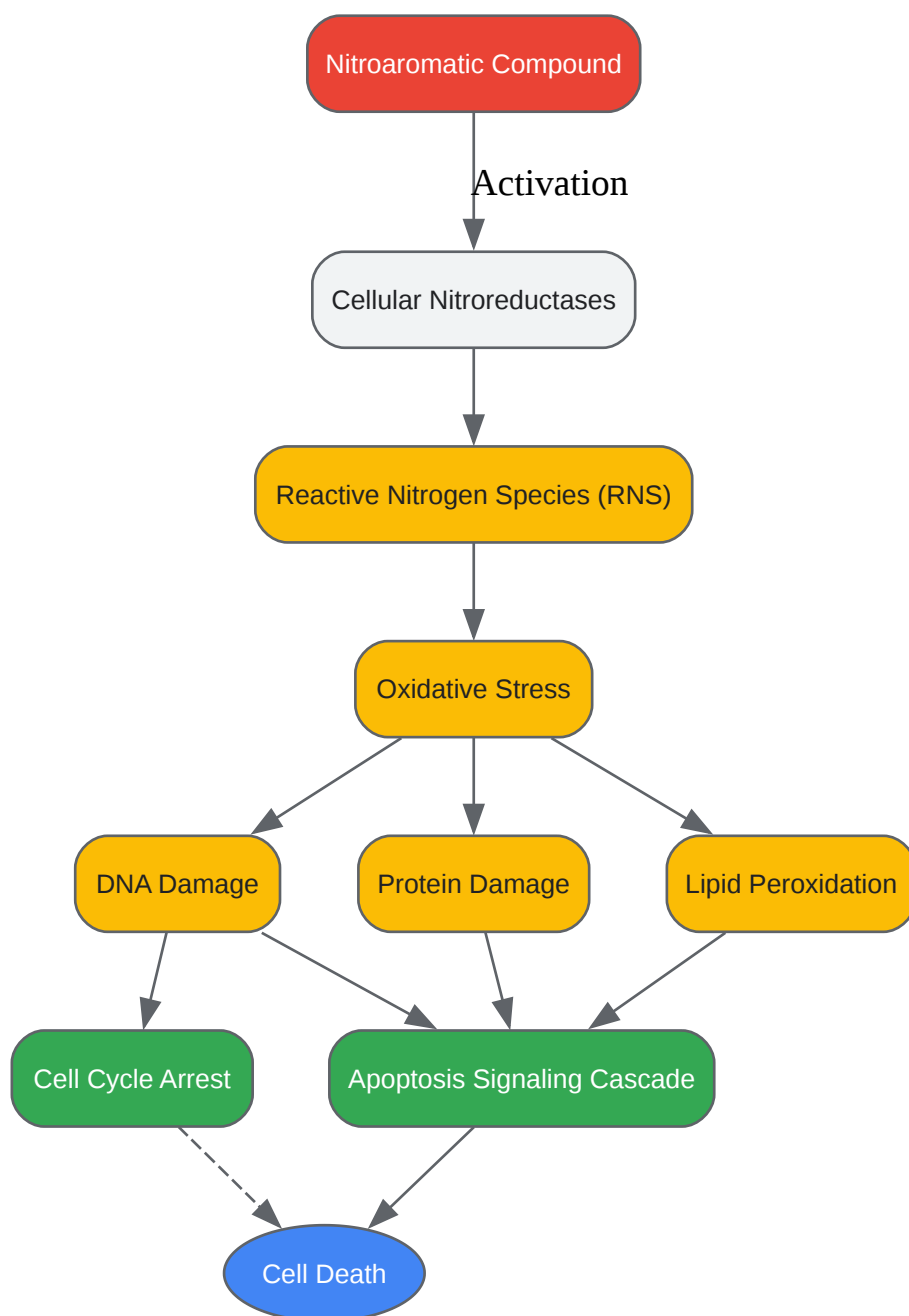 Nitroaromatic Compound
Activation
Cellular Nitroreductases
Reactive Nitrogen Species (RNS)
Oxidative Stress
DNA Damage
Protein Damage
Lipid Peroxidation
Cell Cycle Arrest
Apoptosis Signaling Cascade
Cell Death